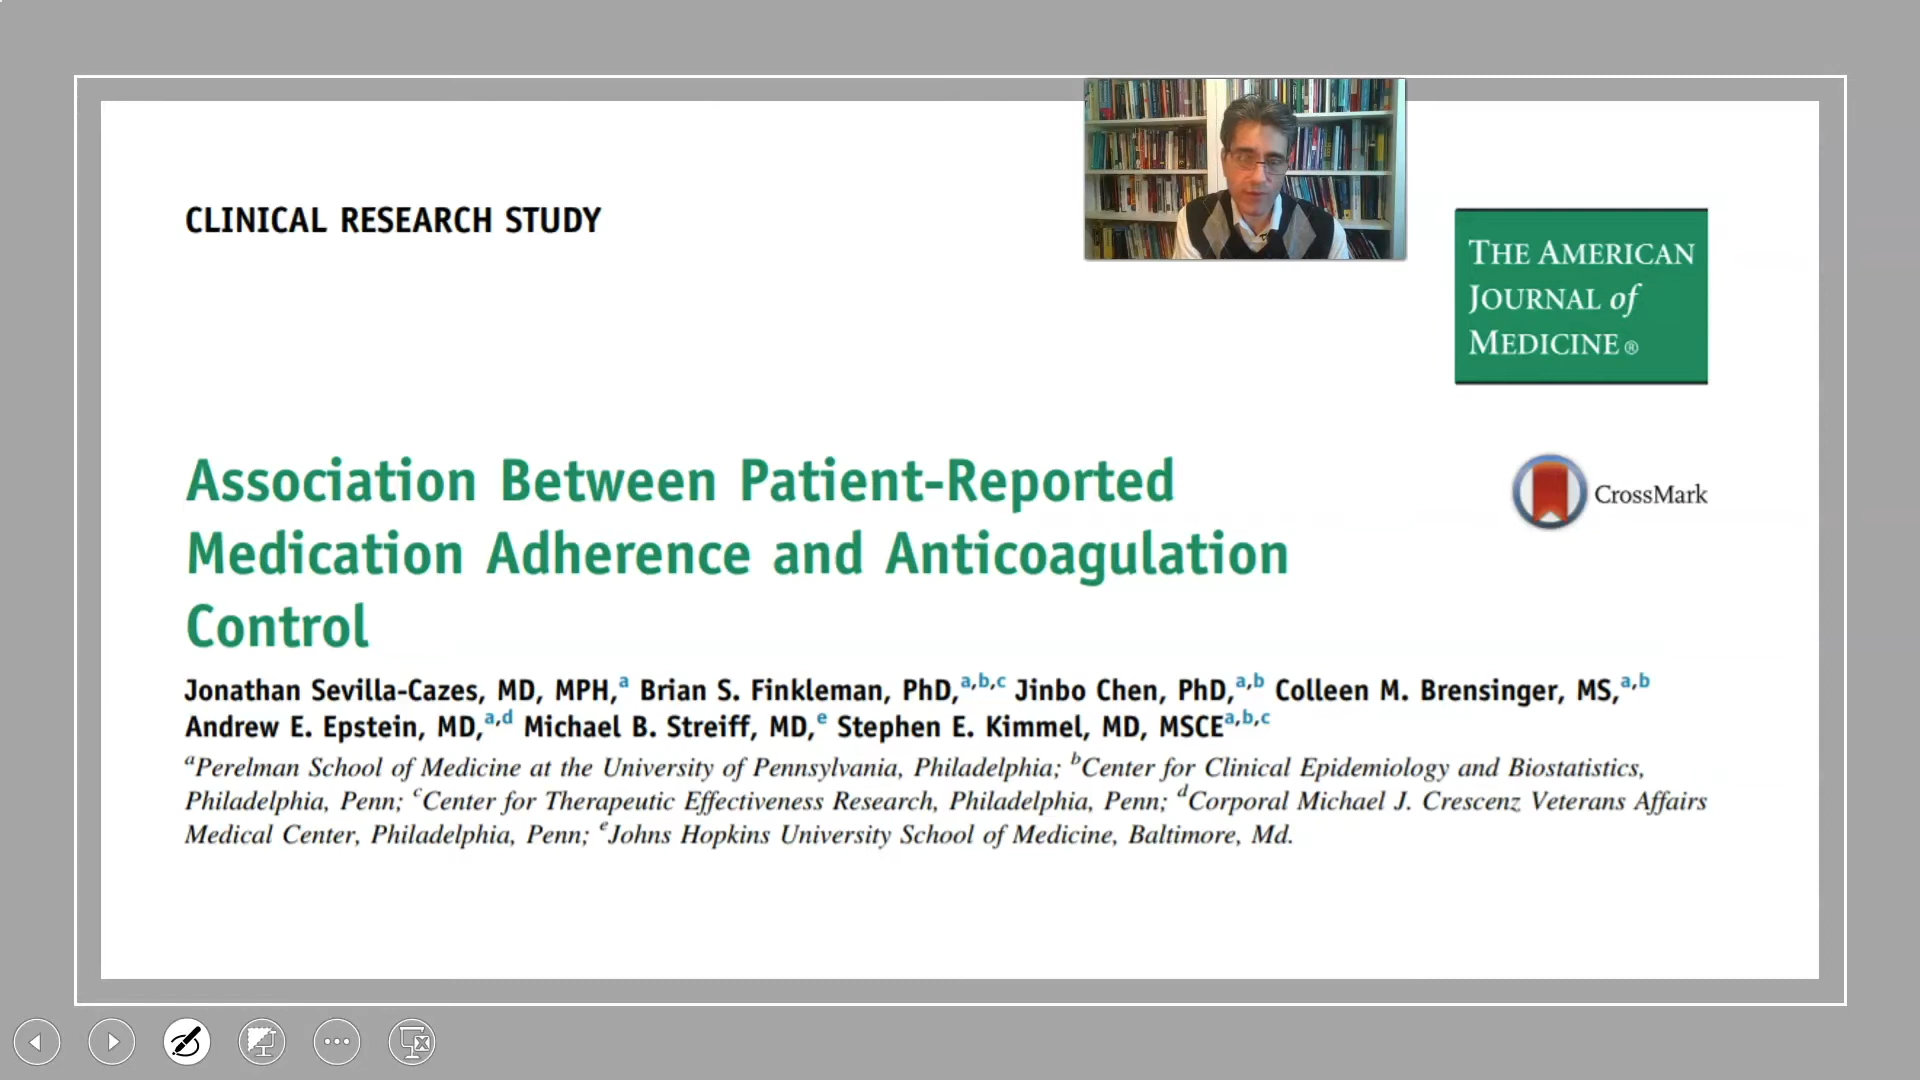 CLINICAL RESEARCH STUDY
THE AMERICAN
JOURNAL of
MEDICINE®
Association Between Patient-Reported
Medication Adherence and Anticoagulation
Control
CrossMark
Jonathan Sevilla-Cazes, MD, MPH,a Brian S. Finkleman, PhD,a,b,c Jinbo Chen, PhD,a,b Colleen M. Brensinger, MS,a,b
Andrew E. Epstein, MD,a,d Michael B. Streiff, MD,e Stephen E. Kimmel, MD, MSCEa,b,c
aPerelman School of Medicine at the University of Pennsylvania, Philadelphia; bCenter for Clinical Epidemiology and Biostatistics,
Philadelphia, Penn; cCenter for Therapeutic Effectiveness Research, Philadelphia, Penn; dCorporal Michael J. Crescenz Veterans Affairs
Medical Center, Philadelphia, Penn; eJohns Hopkins University School of Medicine, Baltimore, Md.